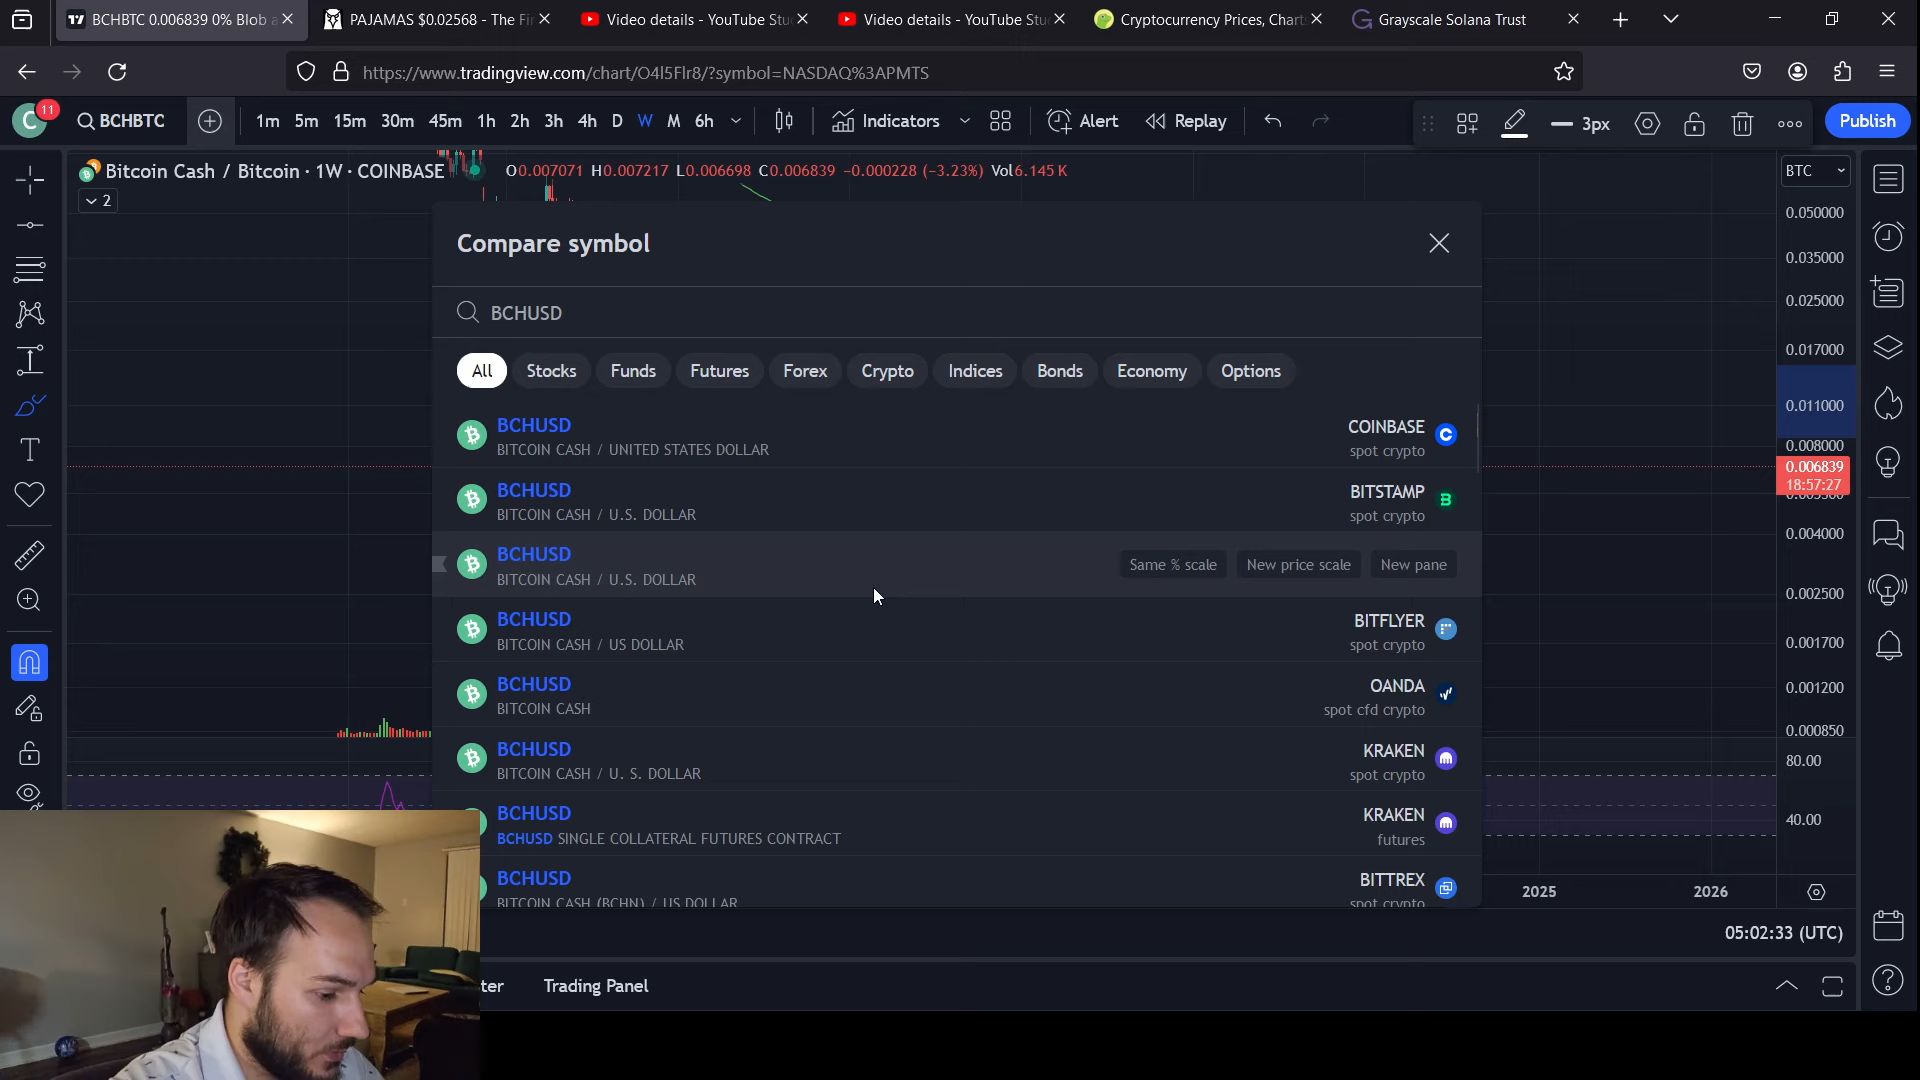 BCHBTC 0.006839 0% Blob a
PAJAMAS $0.02568 - The Fi
Video details - YouTube Stu
Video details - YouTube Stu
Cryptocurrency Prices, Chart
Grayscale Solana Trust
https://www.tradingview.com/chart/O4l5Flr8/?symbol=NASDAQ%3APMTS
C 11
BCHBTC
1m 5m 15m 30m 45m 1h 2h 3h 4h D W M 6h
Indicators
Alert
Replay
3px
Publish
Bitcoin Cash / Bitcoin · 1W · COINBASE
O0.007071 H0.007217 L0.006698 C0.006839 −0.000228 (−3.23%) Vol6.145 K
BTC
2
0.050000
0.035000
0.025000
0.017000
0.011000
0.008000
0.006839
18:57:27
0.004000
0.002500
0.001700
0.001200
0.000850
80.00
40.00
Compare symbol
BCHUSD
All Stocks Funds Futures Forex Crypto Indices Bonds Economy Options
BCHUSD
BITCOIN CASH / UNITED STATES DOLLAR
COINBASE
spot crypto
BCHUSD
BITCOIN CASH / U.S. DOLLAR
BITSTAMP
spot crypto
BCHUSD
BITCOIN CASH / U.S. DOLLAR
Same % scale New price scale New pane
BCHUSD
BITCOIN CASH / US DOLLAR
BITFLYER
spot crypto
BCHUSD
BITCOIN CASH
OANDA
spot cfd crypto
BCHUSD
BITCOIN CASH / U. S. DOLLAR
KRAKEN
spot crypto
BCHUSD
BCHUSD SINGLE COLLATERAL FUTURES CONTRACT
KRAKEN
futures
BCHUSD
BITCOIN CASH (BCHN) / US DOLLAR
BITTREX
spot crypto
2025 2026
05:02:33 (UTC)
ter
Trading Panel